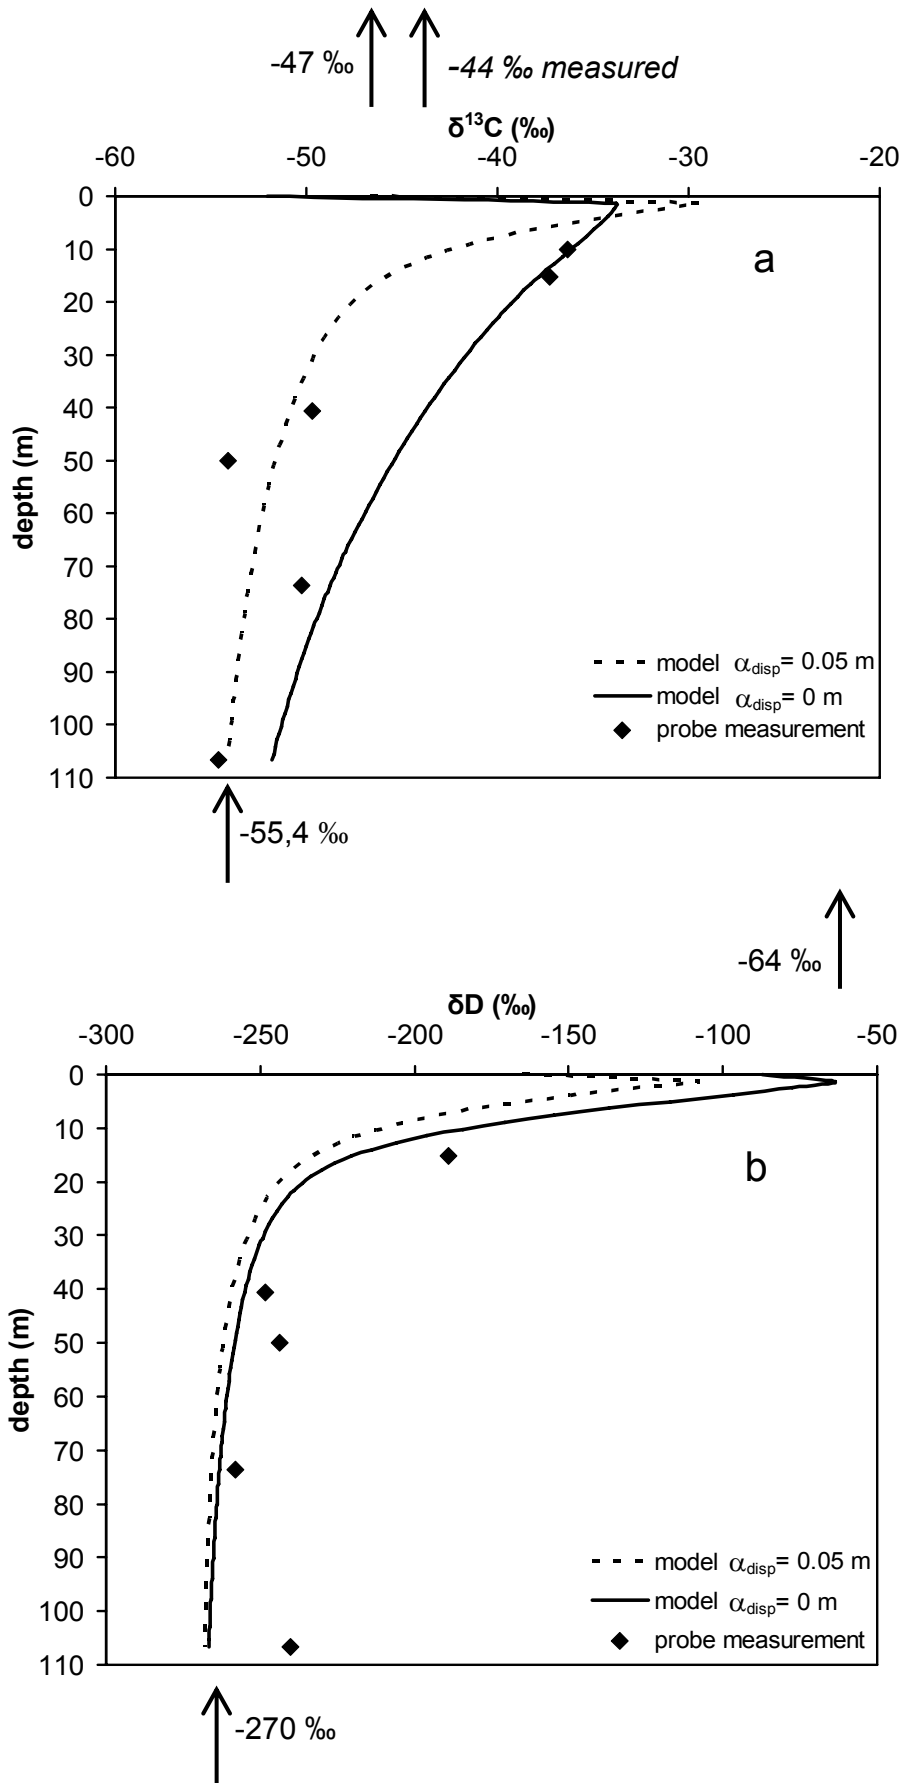 -47 ‰
-44 ‰ measured
δ¹³C (‰)
-60 -50 -40 -30 -20
0
10
20
30
40
50
60
70
80
90
100
110
depth (m)
a
model αdisp= 0.05 m
model αdisp= 0 m
probe measurement
-55,4 ‰
-64 ‰
δD (‰)
-300 -250 -200 -150 -100 -50
0
10
20
30
40
50
60
70
80
90
100
110
depth (m)
b
model αdisp= 0.05 m
model αdisp= 0 m
probe measurement
-270 ‰